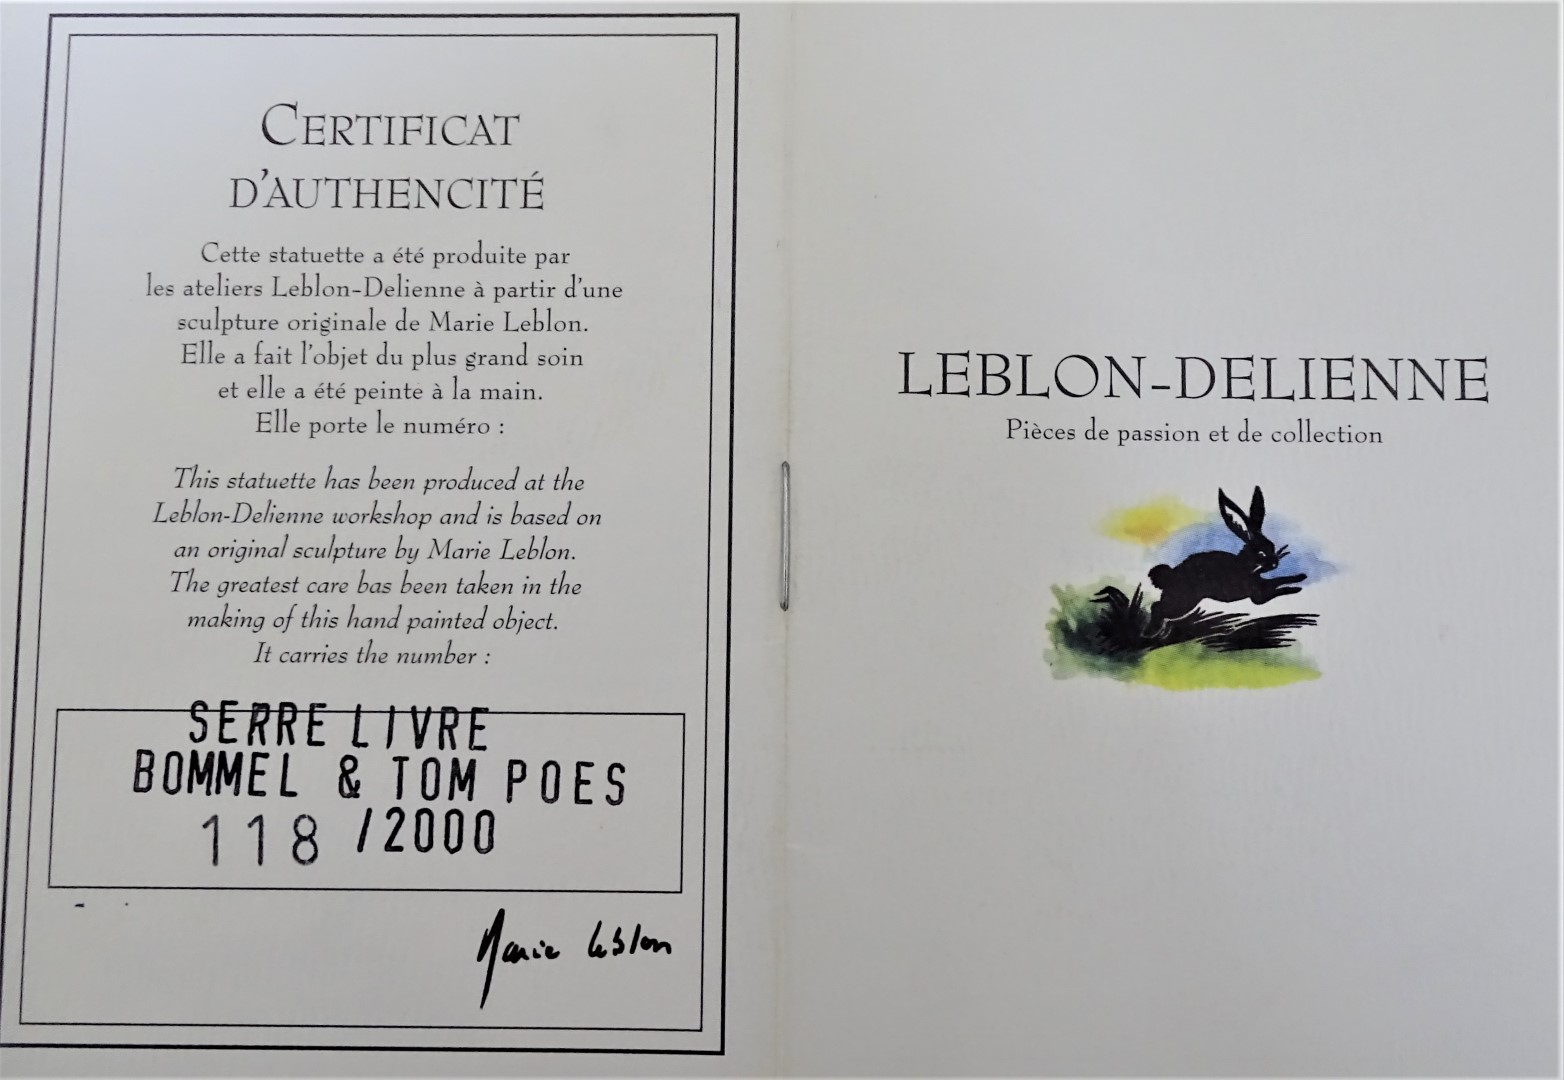 CERTIFICAT
D'AUTHENCITÉ
Cette statuette a été produite par
les ateliers Leblon-Delienne à partir d'une
sculpture originale de Marie Leblon.
Elle a fait l'objet du plus grand soin
et elle a été peinte à la main.
Elle porte le numéro :
This statuette has been produced at the
Leblon-Delienne workshop and is based on
an original sculpture by Marie Leblon.
The greatest care bas been taken in the
making of this hand painted object.
It carries the number :
SERRE LIVRE
BOMMEL & TOM POES
118 /2000
Marie Leblon
LEBLON-DELIENNE
Pièces de passion et de collection